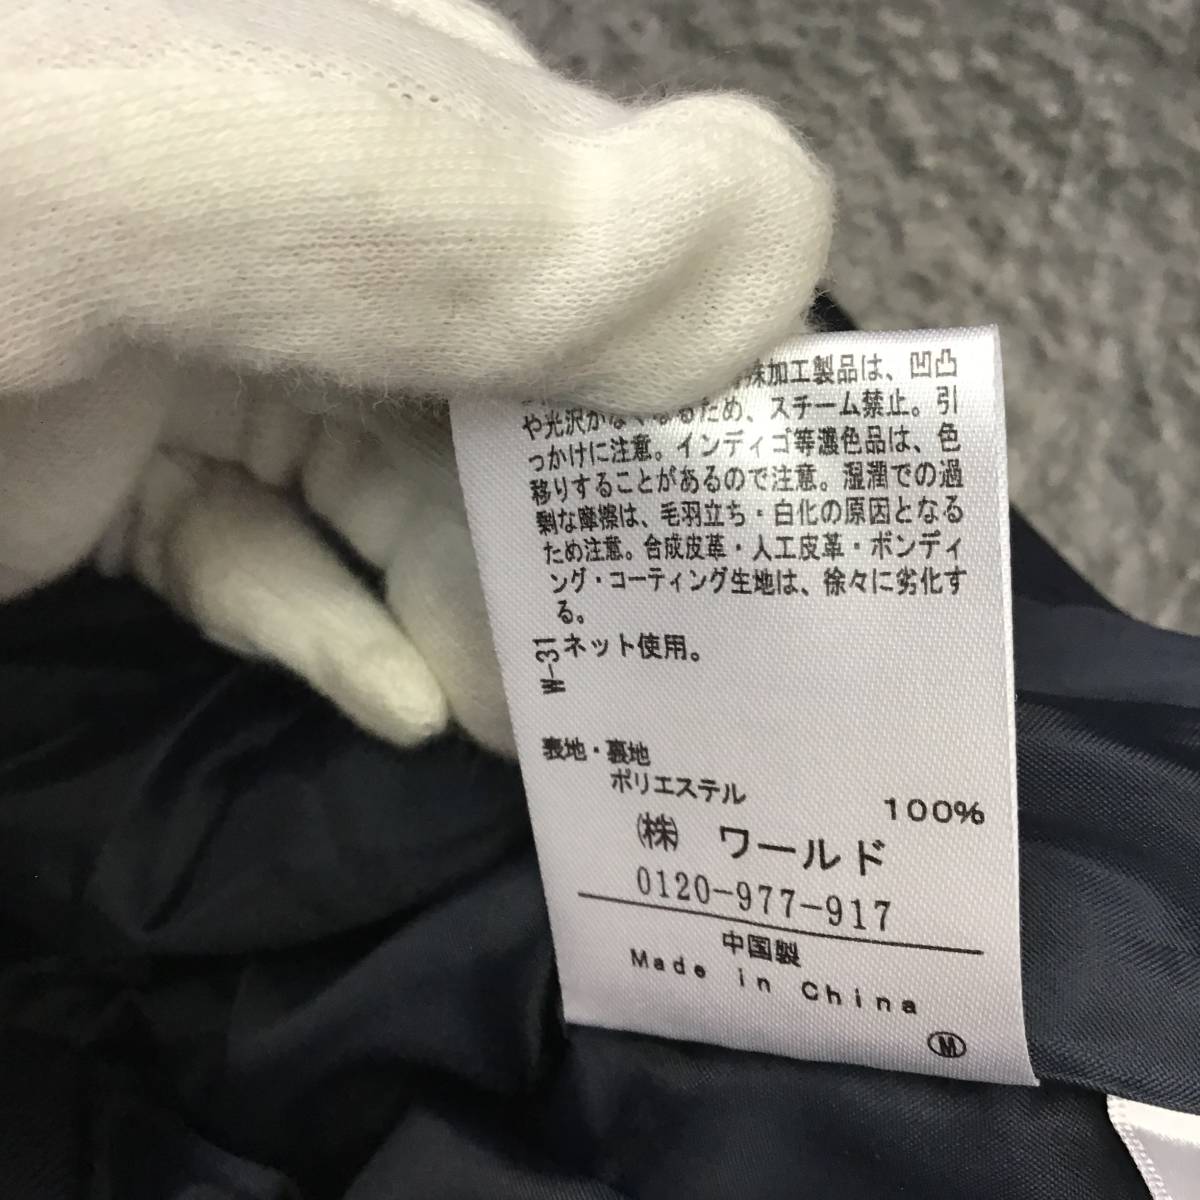 殊加工製品は、凹凸
や光沢がなくなるため、スチーム禁止。引
っかけに注意。インディゴ等濃色品は、色
移りすることがあるので注意。湿潤での過
剰な摩擦は、毛羽立ち・白化の原因となる
ため注意。合成皮革・人工皮革・ボンディ
ング・コーティング生地は、徐々に劣化す
る。
ネット使用。
W-31
表地・裏地
ポリエステル 100%
㈱ ワールド
0120-977-917
中国製
Made in China
Ⓜ